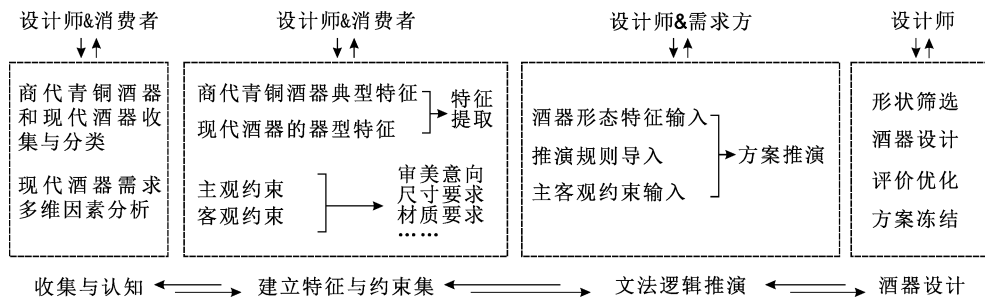 设计师&消费者
设计师&消费者
设计师&需求方
设计师
商代青铜酒器
和现代酒器收
集与分类
现代酒器需求
多维因素分析
商代青铜酒器典型特征
现代酒器的器型特征
特征
提取
主观约束
客观约束
审美意向
尺寸要求
材质要求
……
酒器形态特征输入
推演规则导入
主客观约束输入
方案推演
形状筛选
酒器设计
评价优化
方案冻结
收集与认知
建立特征与约束集
文法逻辑推演
酒器设计